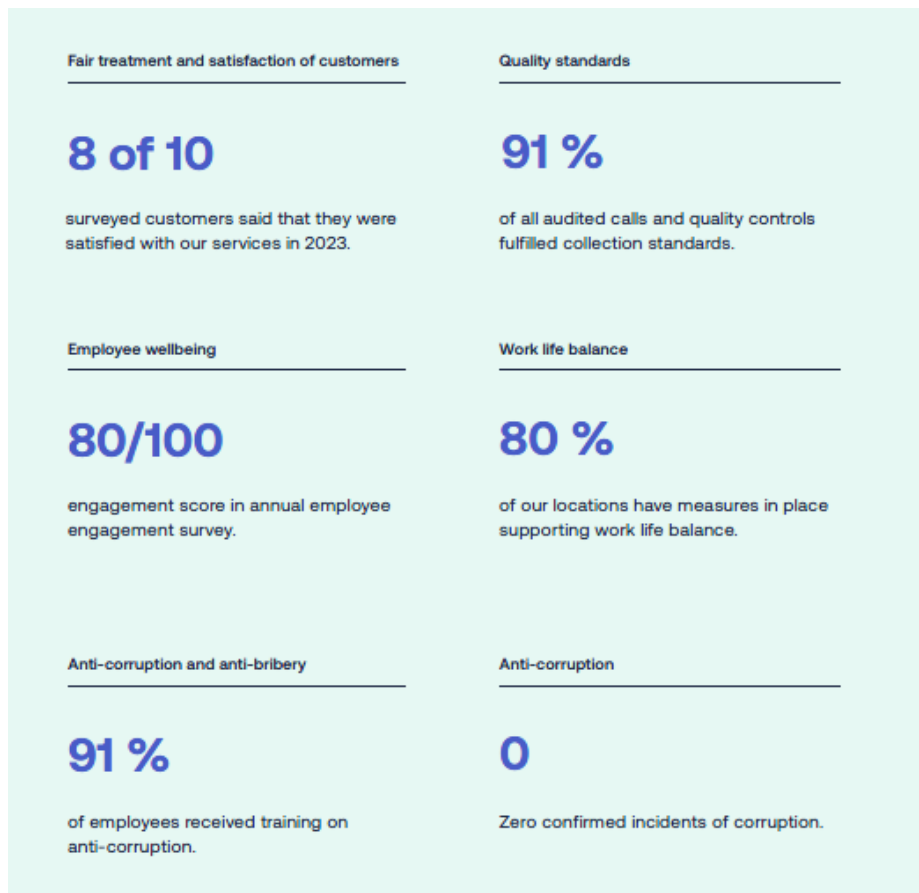 Fair treatment and satisfaction of customers
8 of 10
surveyed customers said that they were
satisfied with our services in 2023.
Quality standards
91 %
of all audited calls and quality controls
fulfilled collection standards.
Employee wellbeing
80/100
engagement score in annual employee
engagement survey.
Work life balance
80 %
of our locations have measures in place
supporting work life balance.
Anti-corruption and anti-bribery
91 %
of employees received training on
anti-corruption.
Anti-corruption
0
Zero confirmed incidents of corruption.